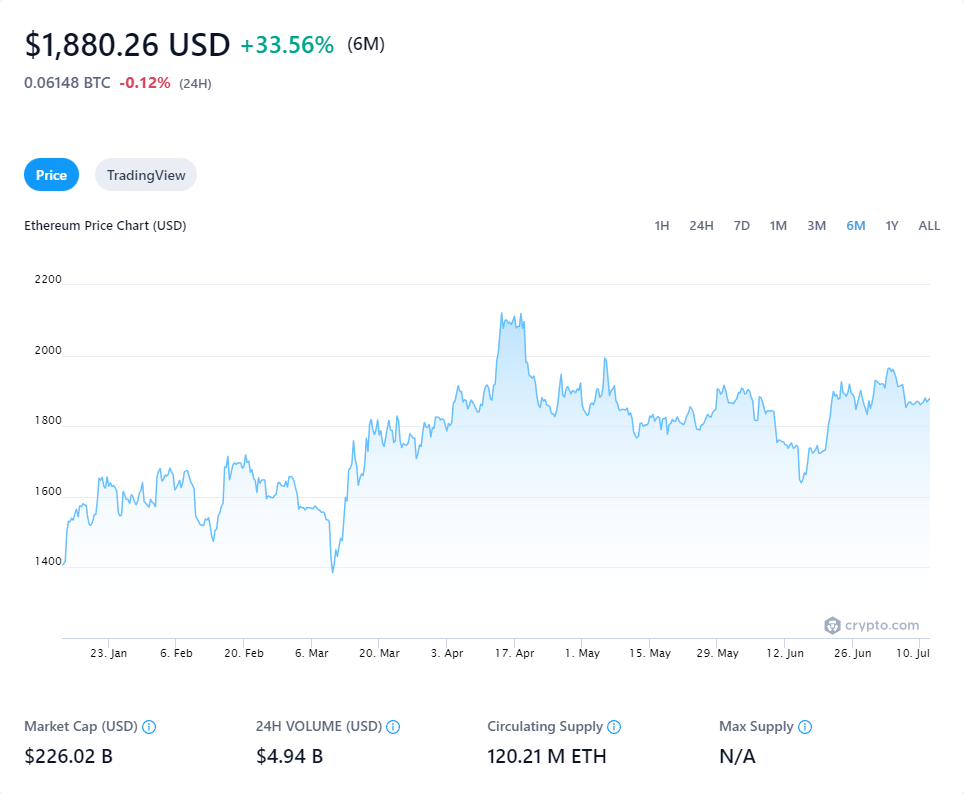 $1,880.26 USD +33.56% (6M)
0.06148 BTC -0.12% (24H)
Price TradingView
Ethereum Price Chart (USD) 1H 24H 7D 1M 3M 6M 1Y ALL
2200
2000
1800
1600
1400
crypto.com
23. Jan 6. Feb 20. Feb 6. Mar 20. Mar 3. Apr 17. Apr 1. May 15. May 29. May 12. Jun 26. Jun 10. Jul
Market Cap (USD) 24H VOLUME (USD) Circulating Supply Max Supply
$226.02 B $4.94 B 120.21 M ETH N/A